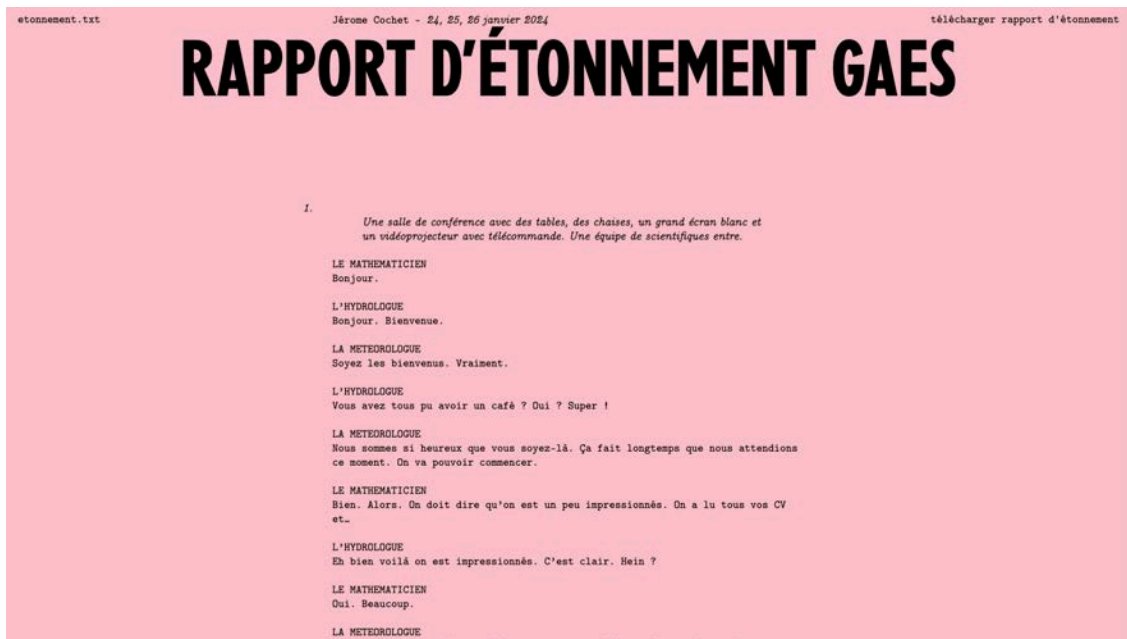 etonnement.txt
Jérome Cochet - 24, 25, 26 janvier 2024
télécharger rapport d'étonnement
RAPPORT D'ÉTONNEMENT GAES
1.
Une salle de conférence avec des tables, des chaises, un grand écran blanc et
un vidéoprojecteur avec télécommande. Une équipe de scientifiques entre.
LE MATHEMATICIEN
Bonjour.
L'HYDROLOGUE
Bonjour. Bienvenue.
LA METEOROLOGUE
Soyez les bienvenus. Vraiment.
L'HYDROLOGUE
Vous avez tous pu avoir un café ? Oui ? Super !
LA METEOROLOGUE
Nous sommes si heureux que vous soyez-là. Ça fait longtemps que nous attendions
ce moment. On va pouvoir commencer.
LE MATHEMATICIEN
Bien. Alors. On doit dire qu'on est un peu impressionnés. On a lu tous vos CV
et…
L'HYDROLOGUE
Eh bien voilà on est impressionnés. C'est clair. Hein ?
LE MATHEMATICIEN
Oui. Beaucoup.
LA METEOROLOGUE